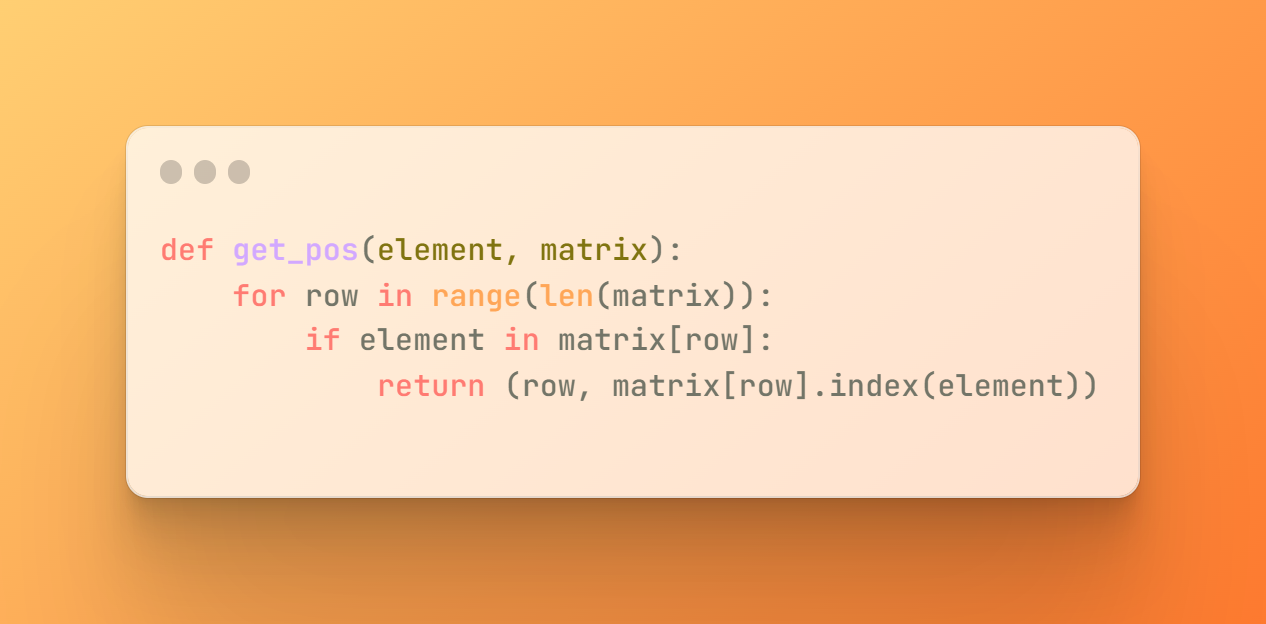 def get_pos(element, matrix):
    for row in range(len(matrix)):
        if element in matrix[row]:
            return (row, matrix[row].index(element))